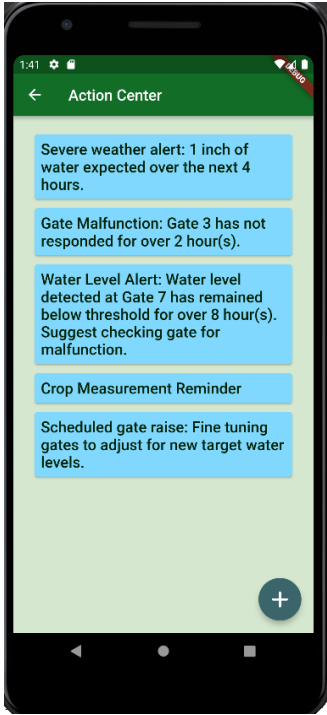 1:41
DEBUG
Action Center
Severe weather alert: 1 inch of
water expected over the next 4
hours.
Gate Malfunction: Gate 3 has not
responded for over 2 hour(s).
Water Level Alert: Water level
detected at Gate 7 has remained
below threshold for over 8 hour(s).
Suggest checking gate for
malfunction.
Crop Measurement Reminder
Scheduled gate raise: Fine tuning
gates to adjust for new target water
levels.